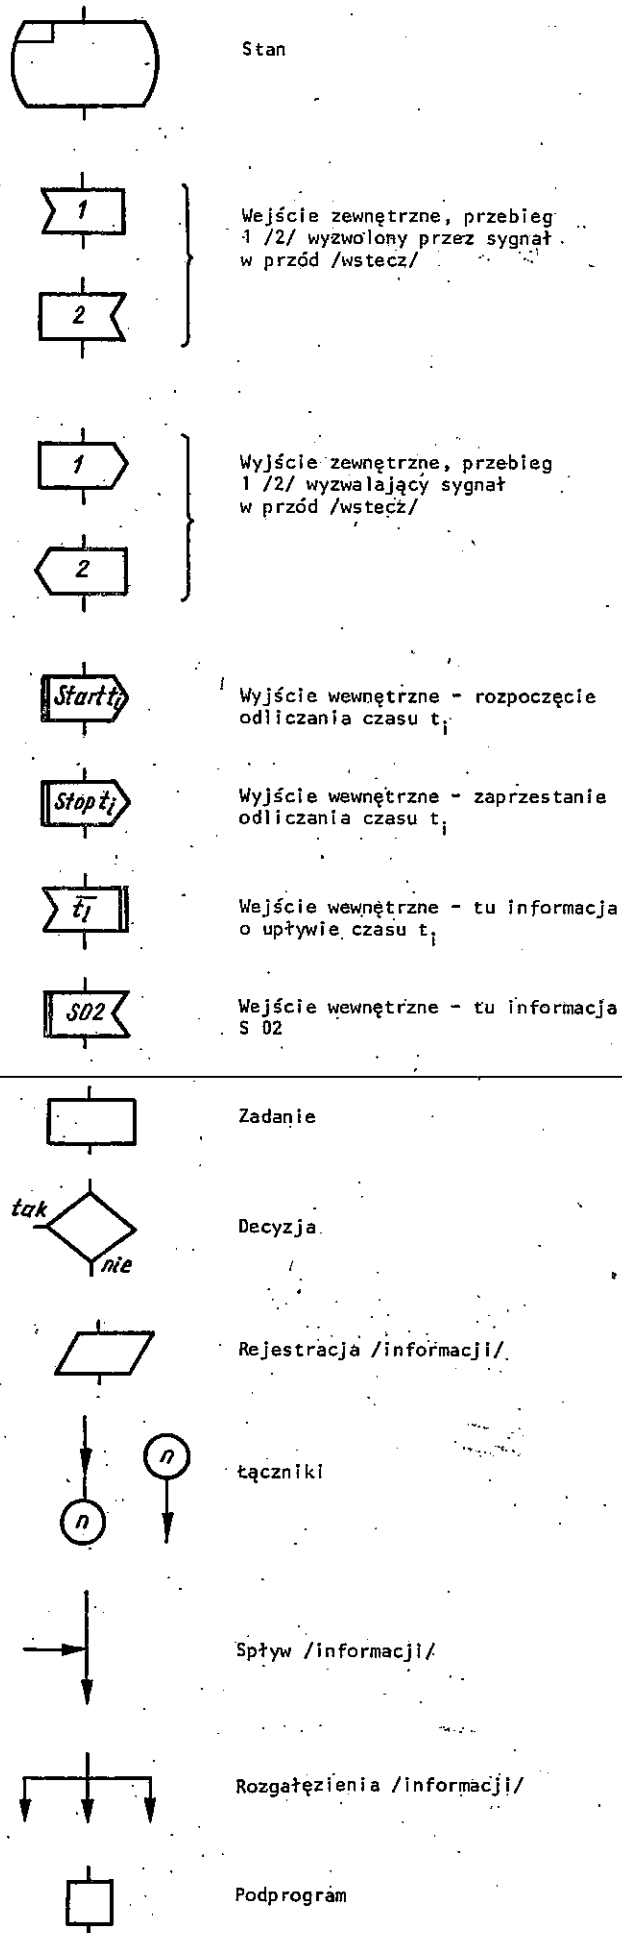 Stan
1
2
Wejście zewnętrzne, przebieg
1 /2/ wyzwolony przez sygnał
w przód /wstecz/
1
2
Wyjście zewnętrzne, przebieg
1 /2/ wyzwalający sygnał
w przód /wstecz/
Start ti
Wyjście wewnętrzne - rozpoczęcie
odliczania czasu ti
Stop ti
Wyjście wewnętrzne - zaprzestanie
odliczania czasu ti
ti
Wejście wewnętrzne - tu informacja
o upływie czasu ti
S02
Wejście wewnętrzne - tu informacja
S 02
Zadanie
tak
nie
Decyzja
Rejestracja /informacji/
n
n
Łączniki
Spływ /informacji/
Rozgałęzienia /informacji/
Podprogram